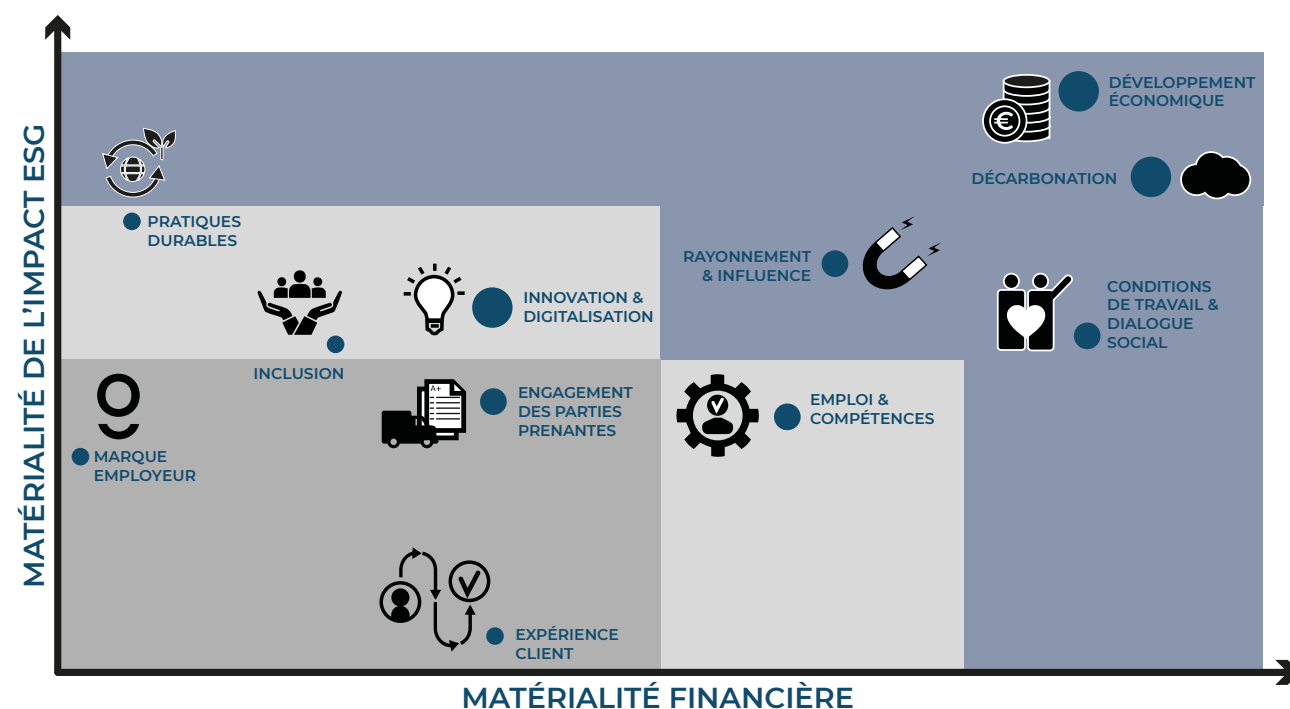 MATÉRIALITÉ DE L'IMPACT ESG
DÉVELOPPEMENT
ÉCONOMIQUE
€
DÉCARBONATION
PRATIQUES
DURABLES
RAYONNEMENT
& INFLUENCE
INNOVATION &
DIGITALISATION
CONDITIONS
DE TRAVAIL &
DIALOGUE
SOCIAL
INCLUSION
A+
ENGAGEMENT
DES PARTIES
PRENANTES
EMPLOI &
COMPÉTENCES
MARQUE
EMPLOYEUR
EXPÉRIENCE
CLIENT
MATÉRIALITÉ FINANCIÈRE